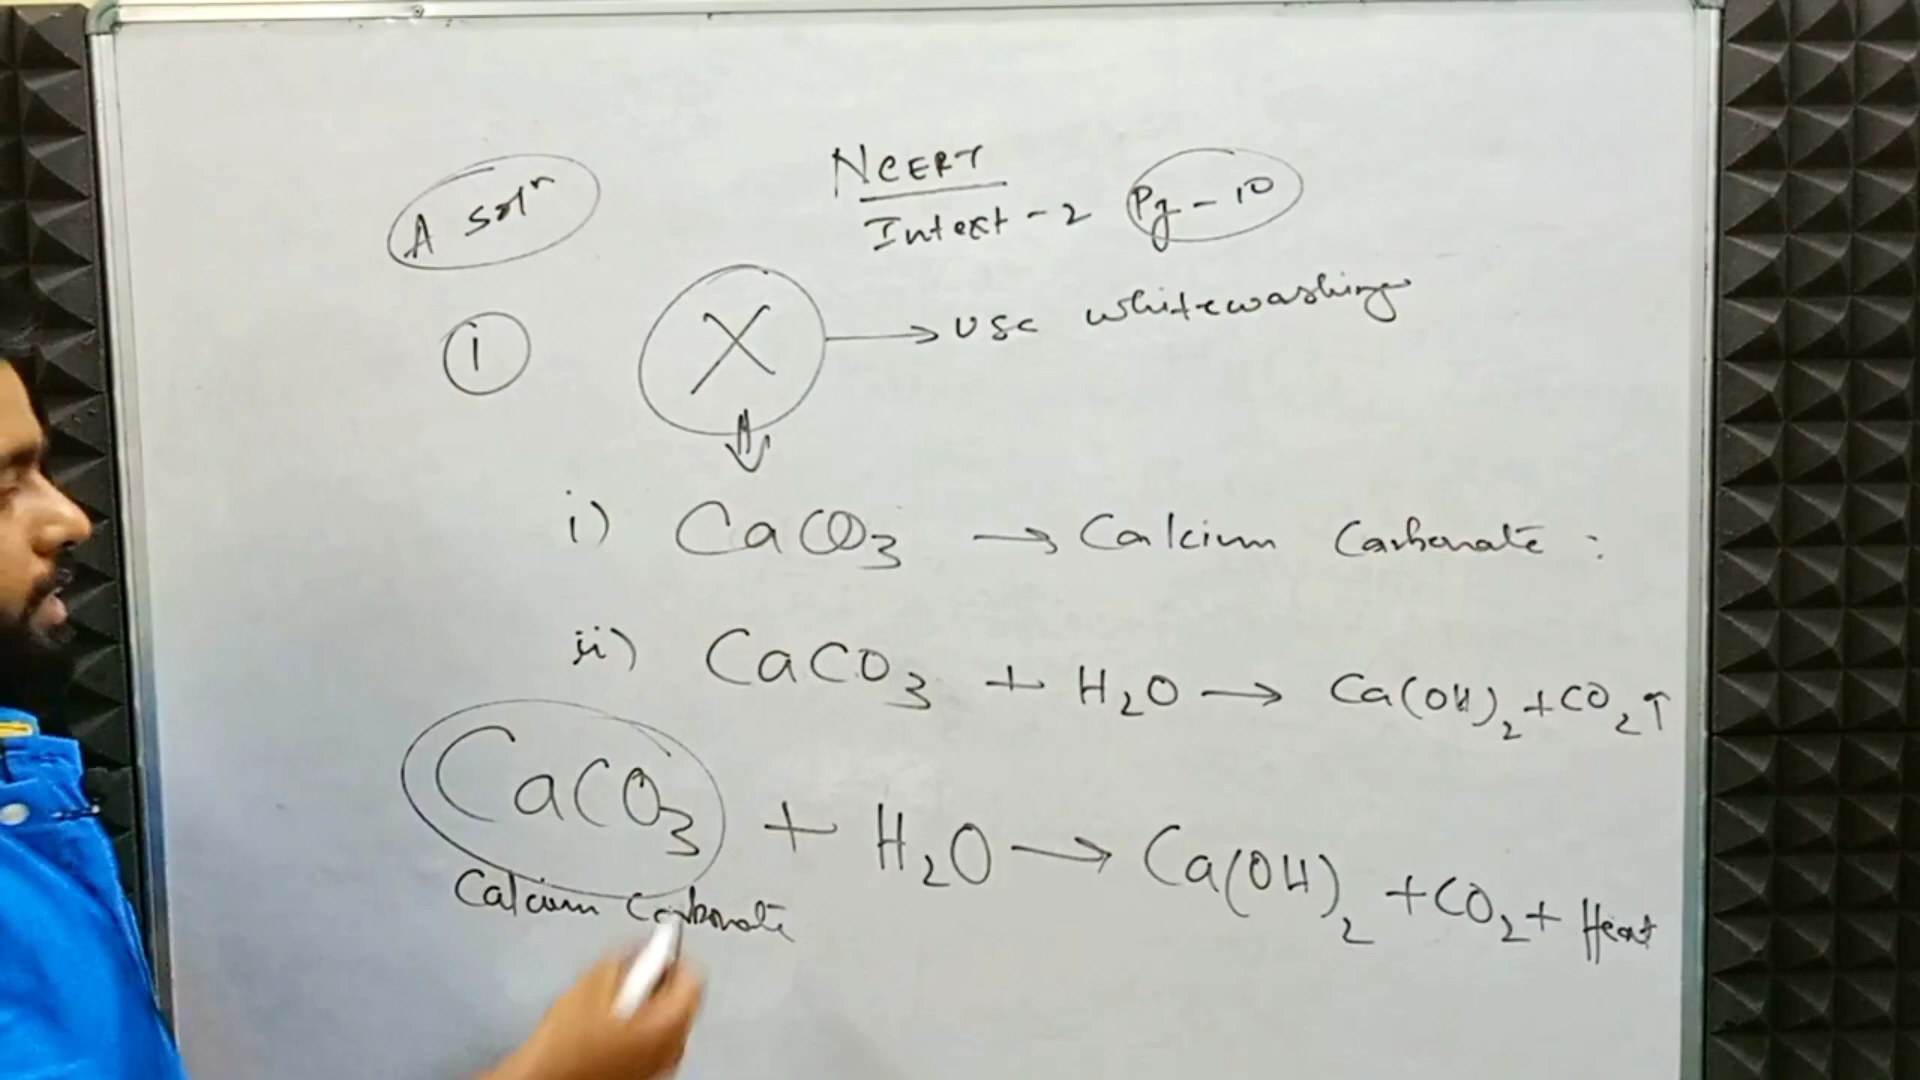 NCERT
A solⁿ Intext - 2 Pg - 10
1 X → use whitewashing
i) CaCO₃ → Calcium Carbonate :
ii) CaCO₃ + H₂O → Ca(OH)₂ + CO₂↑
CaCO₃ + H₂O → Ca(OH)₂ + CO₂ + Heat
Calcium Carbonate